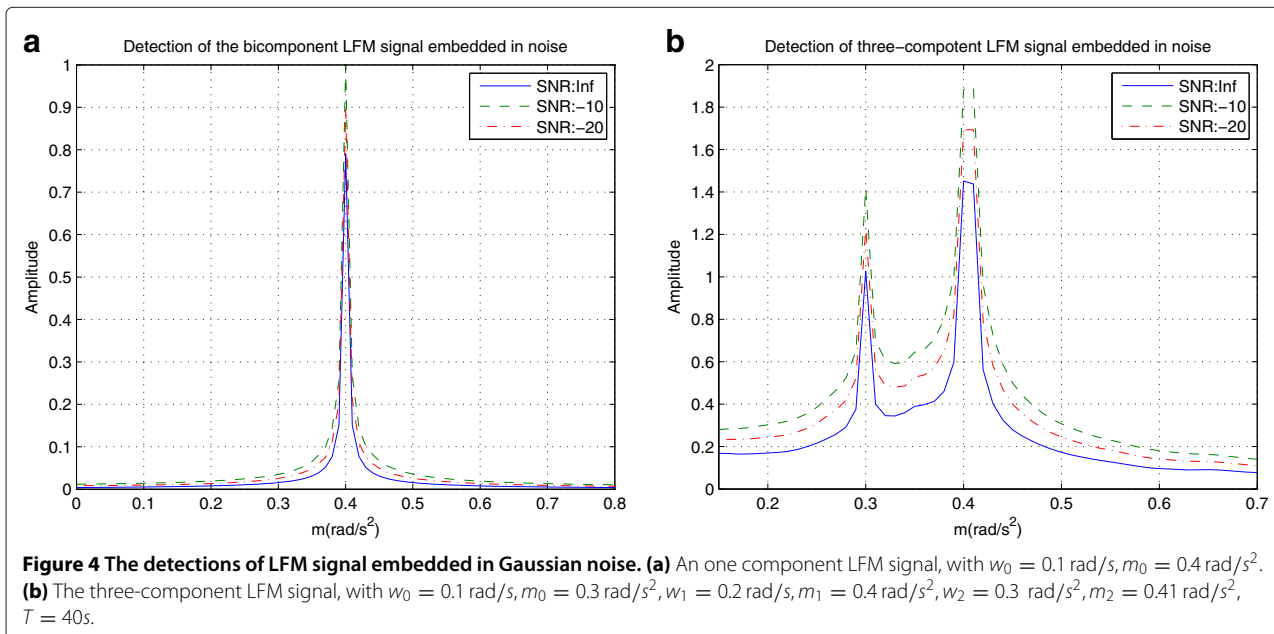 a
Detection of the bicomponent LFM signal embedded in noise
1
0.9
0.8
0.7
0.6
0.5
0.4
0.3
0.2
0.1
0
Amplitude
SNR:Inf
SNR:−10
SNR:−20
0 0.1 0.2 0.3 0.4 0.5 0.6 0.7 0.8
m(rad/s²)
b
Detection of three−compotent LFM signal embedded in noise
2
1.8
1.6
1.4
1.2
1
0.8
0.6
0.4
0.2
0
Amplitude
SNR:Inf
SNR:−10
SNR:−20
0.2 0.3 0.4 0.5 0.6 0.7
m(rad/s²)
Figure 4 The detections of LFM signal embedded in Gaussian noise. (a) An one component LFM signal, with w₀ = 0.1 rad/s, m₀ = 0.4 rad/s².
(b) The three-component LFM signal, with w₀ = 0.1 rad/s, m₀ = 0.3 rad/s², w₁ = 0.2 rad/s, m₁ = 0.4 rad/s², w₂ = 0.3 rad/s², m₂ = 0.41 rad/s²,
T = 40s.